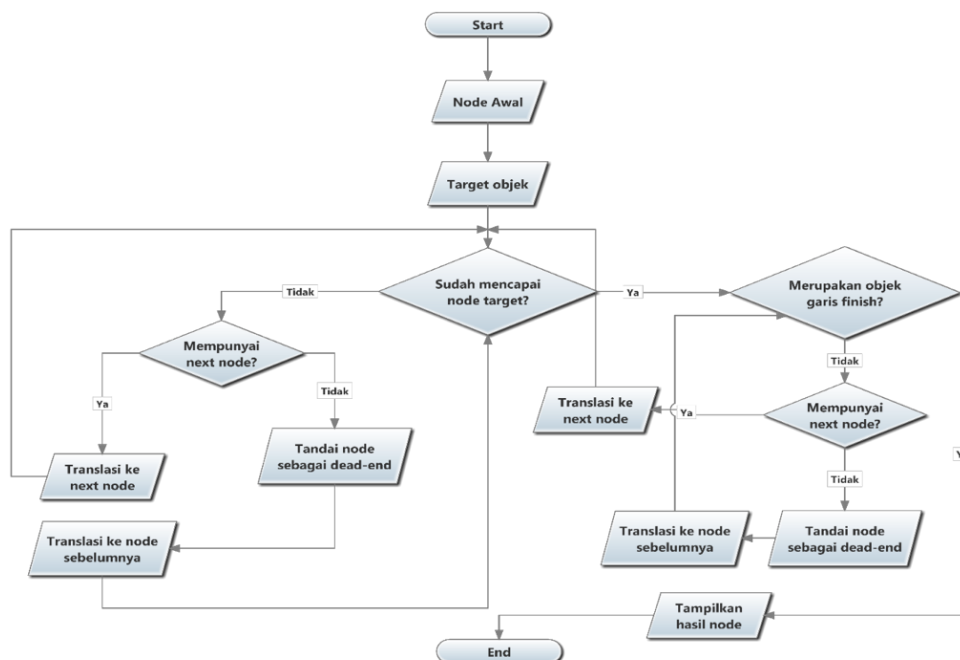 Start
Node Awal
Target objek
Sudah mencapai
node target?
Tidak
Ya
Merupakan objek
garis finish?
Mempunyai
next node?
Ya
Tidak
Translasi ke
next node
Tandai node
sebagai dead-end
Translasi ke node
sebelumnya
Tidak
Mempunyai
next node?
Ya
Translasi ke
next node
Tidak
Tandai node
sebagai dead-end
Translasi ke node
sebelumnya
Tampilkan
hasil node
End